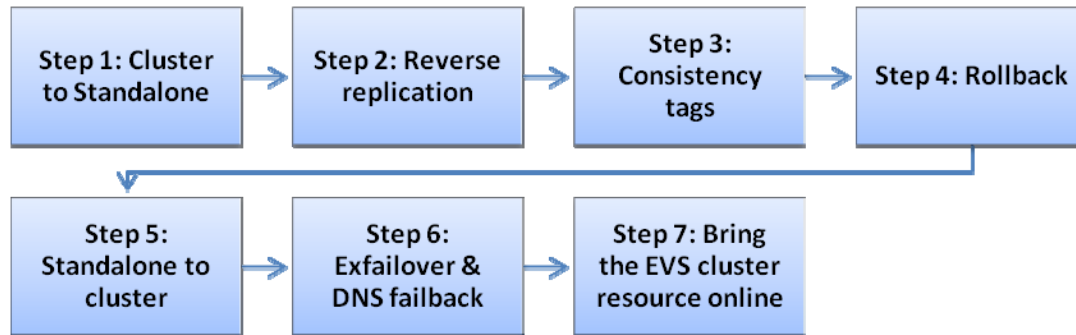 Step 1: Cluster
to Standalone
Step 2: Reverse
replication
Step 3:
Consistency
tags
Step 4: Rollback
Step 5:
Standalone to
cluster
Step 6:
Exfailover &
DNS failback
Step 7: Bring
the EVS cluster
resource online